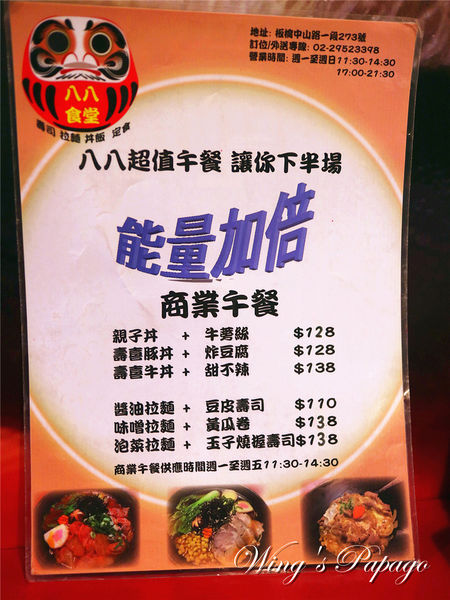 地址: 板橋中山路一段273號
訂位/外送專線: 02-29523398
營業時間: 週一至週日11:30-14:30
17:00-21:30
八八
食堂
壽司 拉麵 丼飯 定食
八八超值午餐 讓你下半場
能量加倍
商業午餐
親子丼 + 牛蒡絲 $128
壽喜豚丼 + 炸豆腐 $128
壽喜牛丼 + 甜不辣 $138
醬油拉麵 + 豆皮壽司 $110
味噌拉麵 + 黃瓜卷 $138
泡菜拉麵 + 玉子燒握壽司 $138
商業午餐供應時間週一至週五11:30-14:30
Wing's Papago